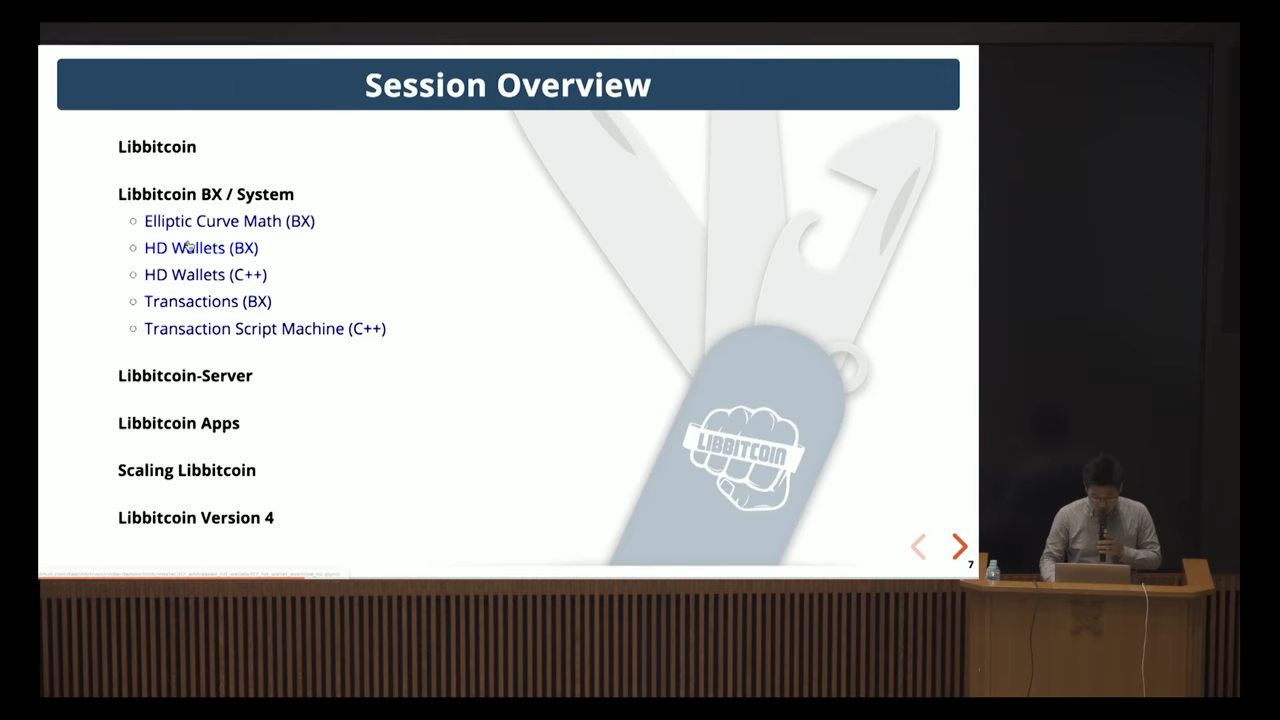 Session Overview
Libbitcoin
Libbitcoin BX / System
Elliptic Curve Math (BX)
HD Wallets (BX)
HD Wallets (C++)
Transactions (BX)
Transaction Script Machine (C++)
Libbitcoin-Server
Libbitcoin Apps
Scaling Libbitcoin
Libbitcoin Version 4
LIBBITCOIN
7